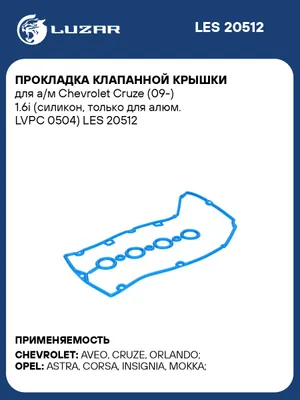 LUZAR
LES 20512
ПРОКЛАДКА КЛАПАННОЙ КРЫШКИ
для а/м Chevrolet Cruze (09-)
1.6i (силикон, только для алюм.
LVPC 0504) LES 20512
ПРИМЕНЯЕМОСТЬ
CHEVROLET: AVEO, CRUZE, ORLANDO;
OPEL: ASTRA, CORSA, INSIGNIA, MOKKA;